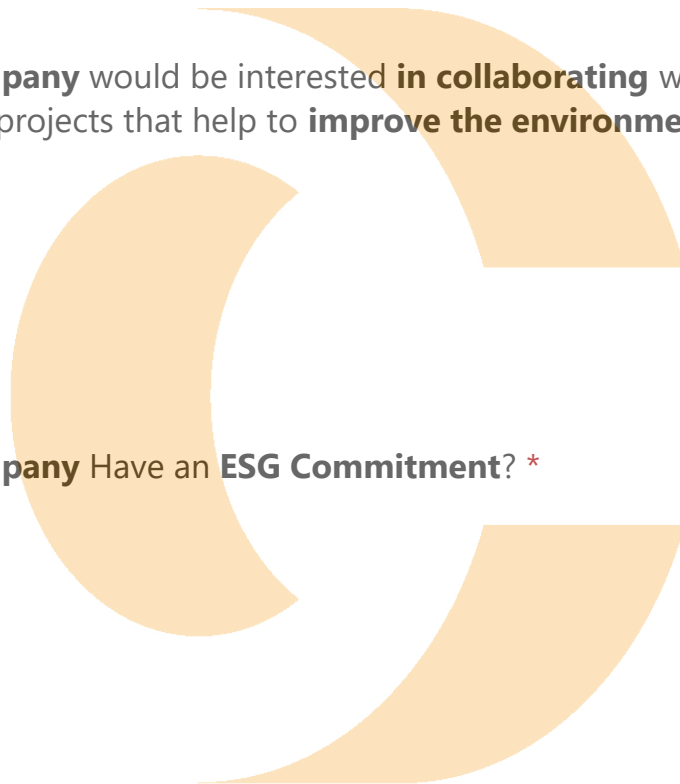 pany would be interested in collaborating w
projects that help to improve the environme
pany Have an ESG Commitment? *